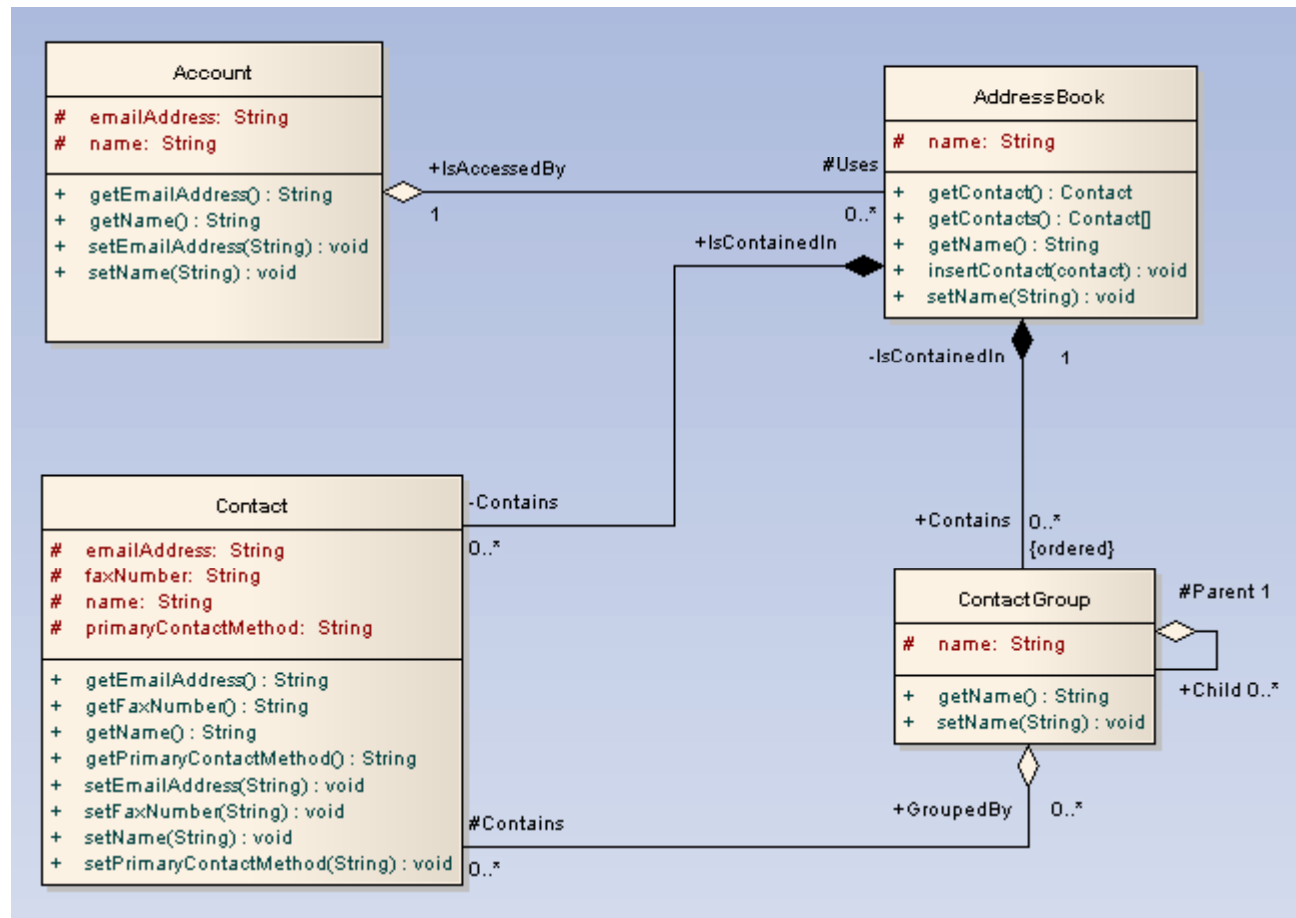 Account
# emailAddress: String
# name: String
+ getEmailAddress() : String
+ getName() : String
+ setEmailAddress(String) : void
+ setName(String) : void
+IsAccessedBy
1
#Uses
0..*
AddressBook
# name: String
+ getContact() : Contact
+ getContacts() : Contact[]
+ getName() : String
+ insertContact(contact) : void
+ setName(String) : void
+IsContainedIn
-IsContainedIn
1
Contact
# emailAddress: String
# faxNumber: String
# name: String
# primaryContactMethod: String
+ getEmailAddress() : String
+ getFaxNumber() : String
+ getName() : String
+ getPrimaryContactMethod() : String
+ setEmailAddress(String) : void
+ setFaxNumber(String) : void
+ setName(String) : void
+ setPrimaryContactMethod(String) : void
-Contains
0..*
+Contains
0..*
{ordered}
ContactGroup
# name: String
+ getName() : String
+ setName(String) : void
#Parent 1
+Child 0..*
+GroupedBy
0..*
#Contains
0..*